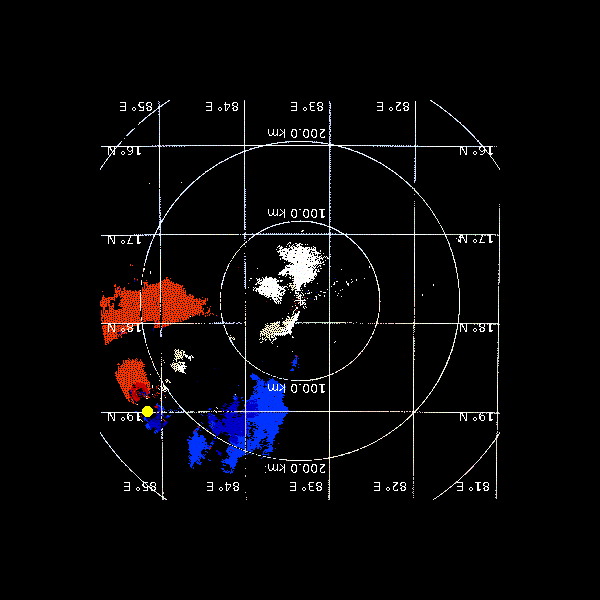 81° E 82° E 83° E 84° E 85° E
200.0 km
19° N 19° N
100.0 km
18° N 18° N
17° N 17° N
100.0 km
16° N 16° N
200.0 km
82° E 83° E 84° E 85° E